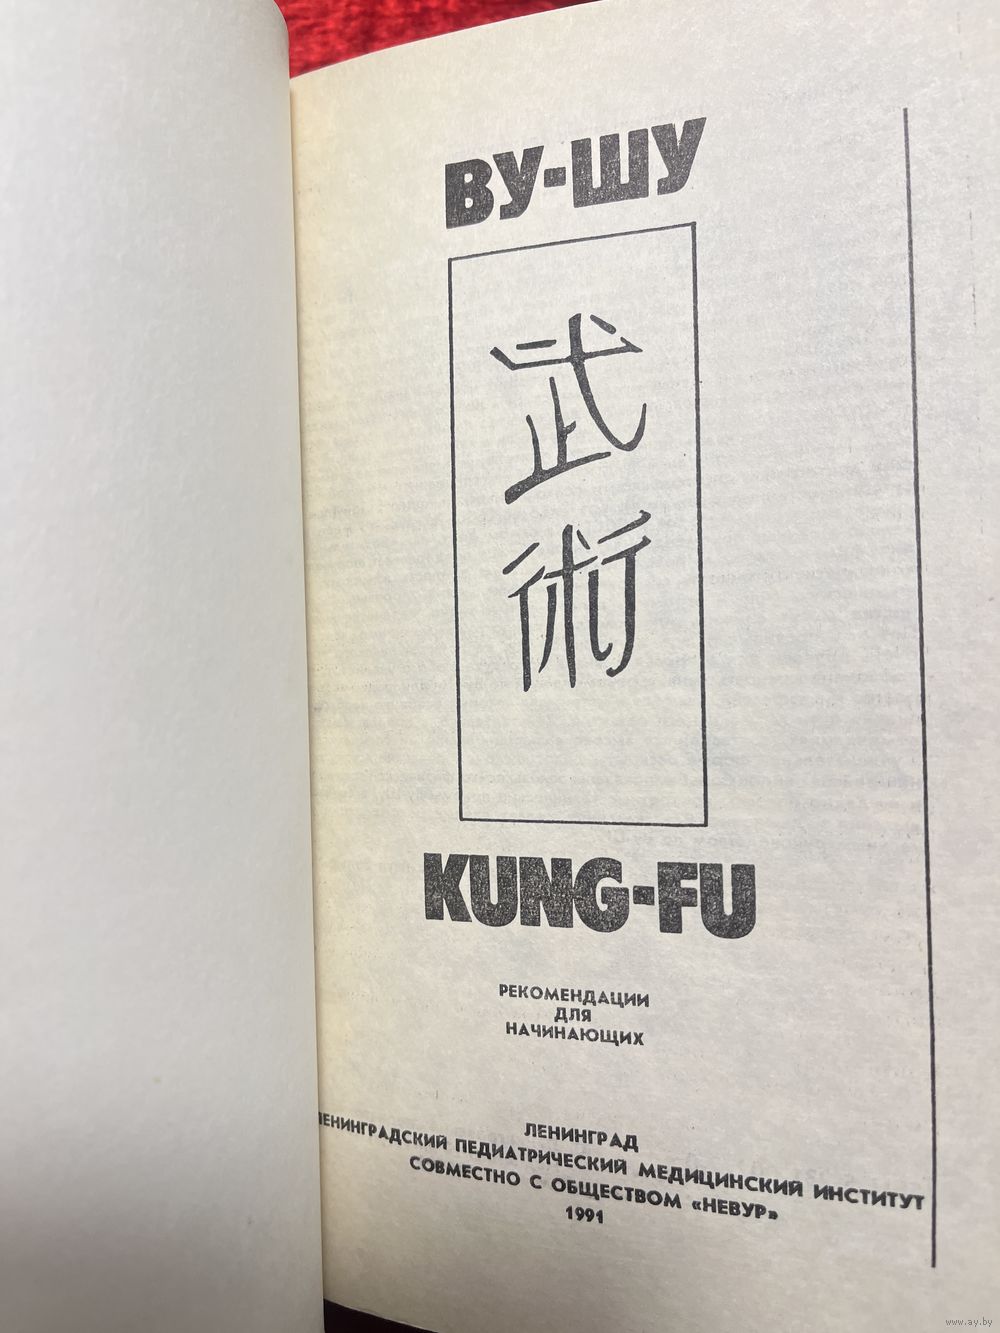 ВУ-ШУ
武
術
KUNG-FU
РЕКОМЕНДАЦИИ
ДЛЯ
НАЧИНАЮЩИХ
ЛЕНИНГРАД
ЛЕНИНГРАДСКИЙ ПЕДИАТРИЧЕСКИЙ МЕДИЦИНСКИЙ ИНСТИТУТ
СОВМЕСТНО С ОБЩЕСТВОМ «НЕВУР»
1991
www.ay.by